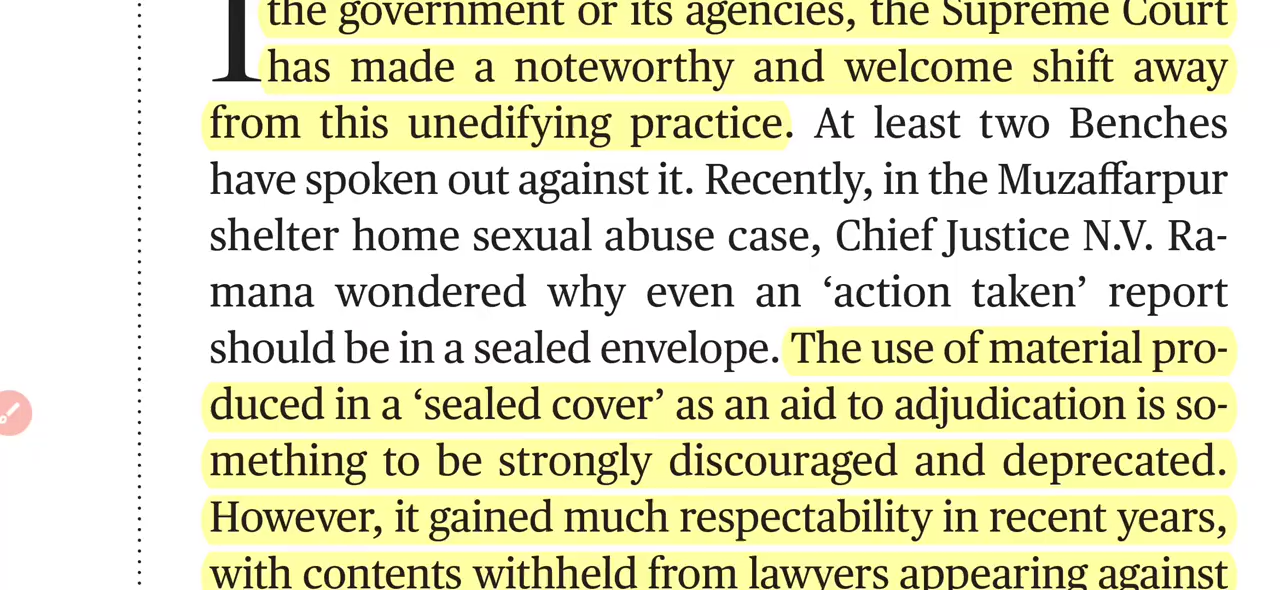 the government or its agencies, the Supreme Court
has made a noteworthy and welcome shift away
from this unedifying practice. At least two Benches
have spoken out against it. Recently, in the Muzaffarpur
shelter home sexual abuse case, Chief Justice N.V. Ra-
mana wondered why even an ‘action taken’ report
should be in a sealed envelope. The use of material pro-
duced in a ‘sealed cover’ as an aid to adjudication is so-
mething to be strongly discouraged and deprecated.
However, it gained much respectability in recent years,
with contents withheld from lawyers appearing against